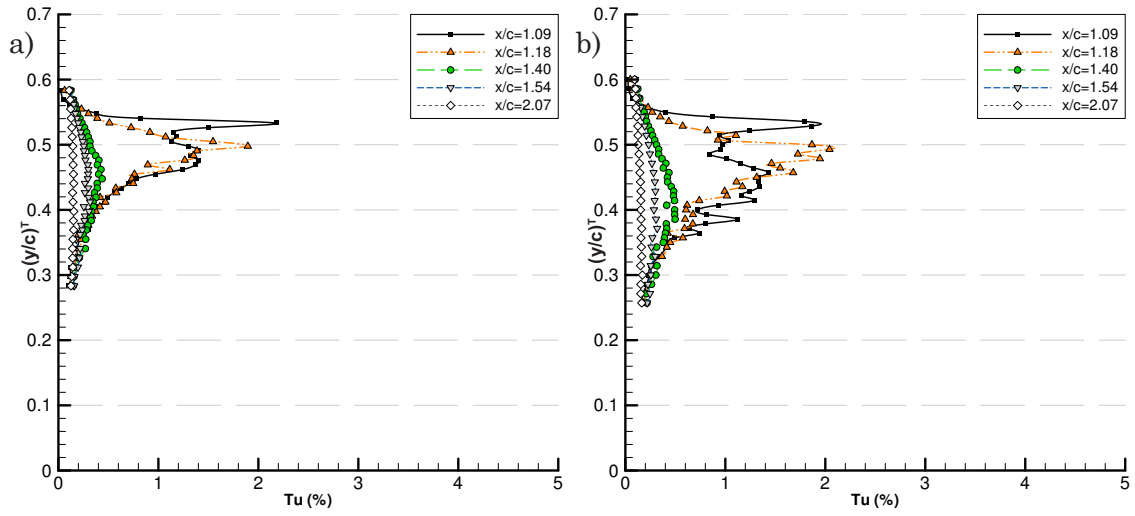 a)
0.7
0.6
0.5
0.4
0.3
0.2
0.1
0
(y/c)ᵀ
0 1 2 3 4 5
Tu (%)
x/c=1.09
x/c=1.18
x/c=1.40
x/c=1.54
x/c=2.07
b)
0.7
0.6
0.5
0.4
0.3
0.2
0.1
0
(y/c)ᵀ
0 1 2 3 4 5
Tu (%)
x/c=1.09
x/c=1.18
x/c=1.40
x/c=1.54
x/c=2.07